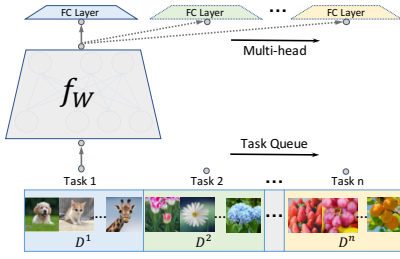 FC Layer FC Layer ... FC Layer
Multi-head
f_W
Task Queue
Task 1 Task 2 ... Task n
... ... ... ...
D^1 D^2 D^n